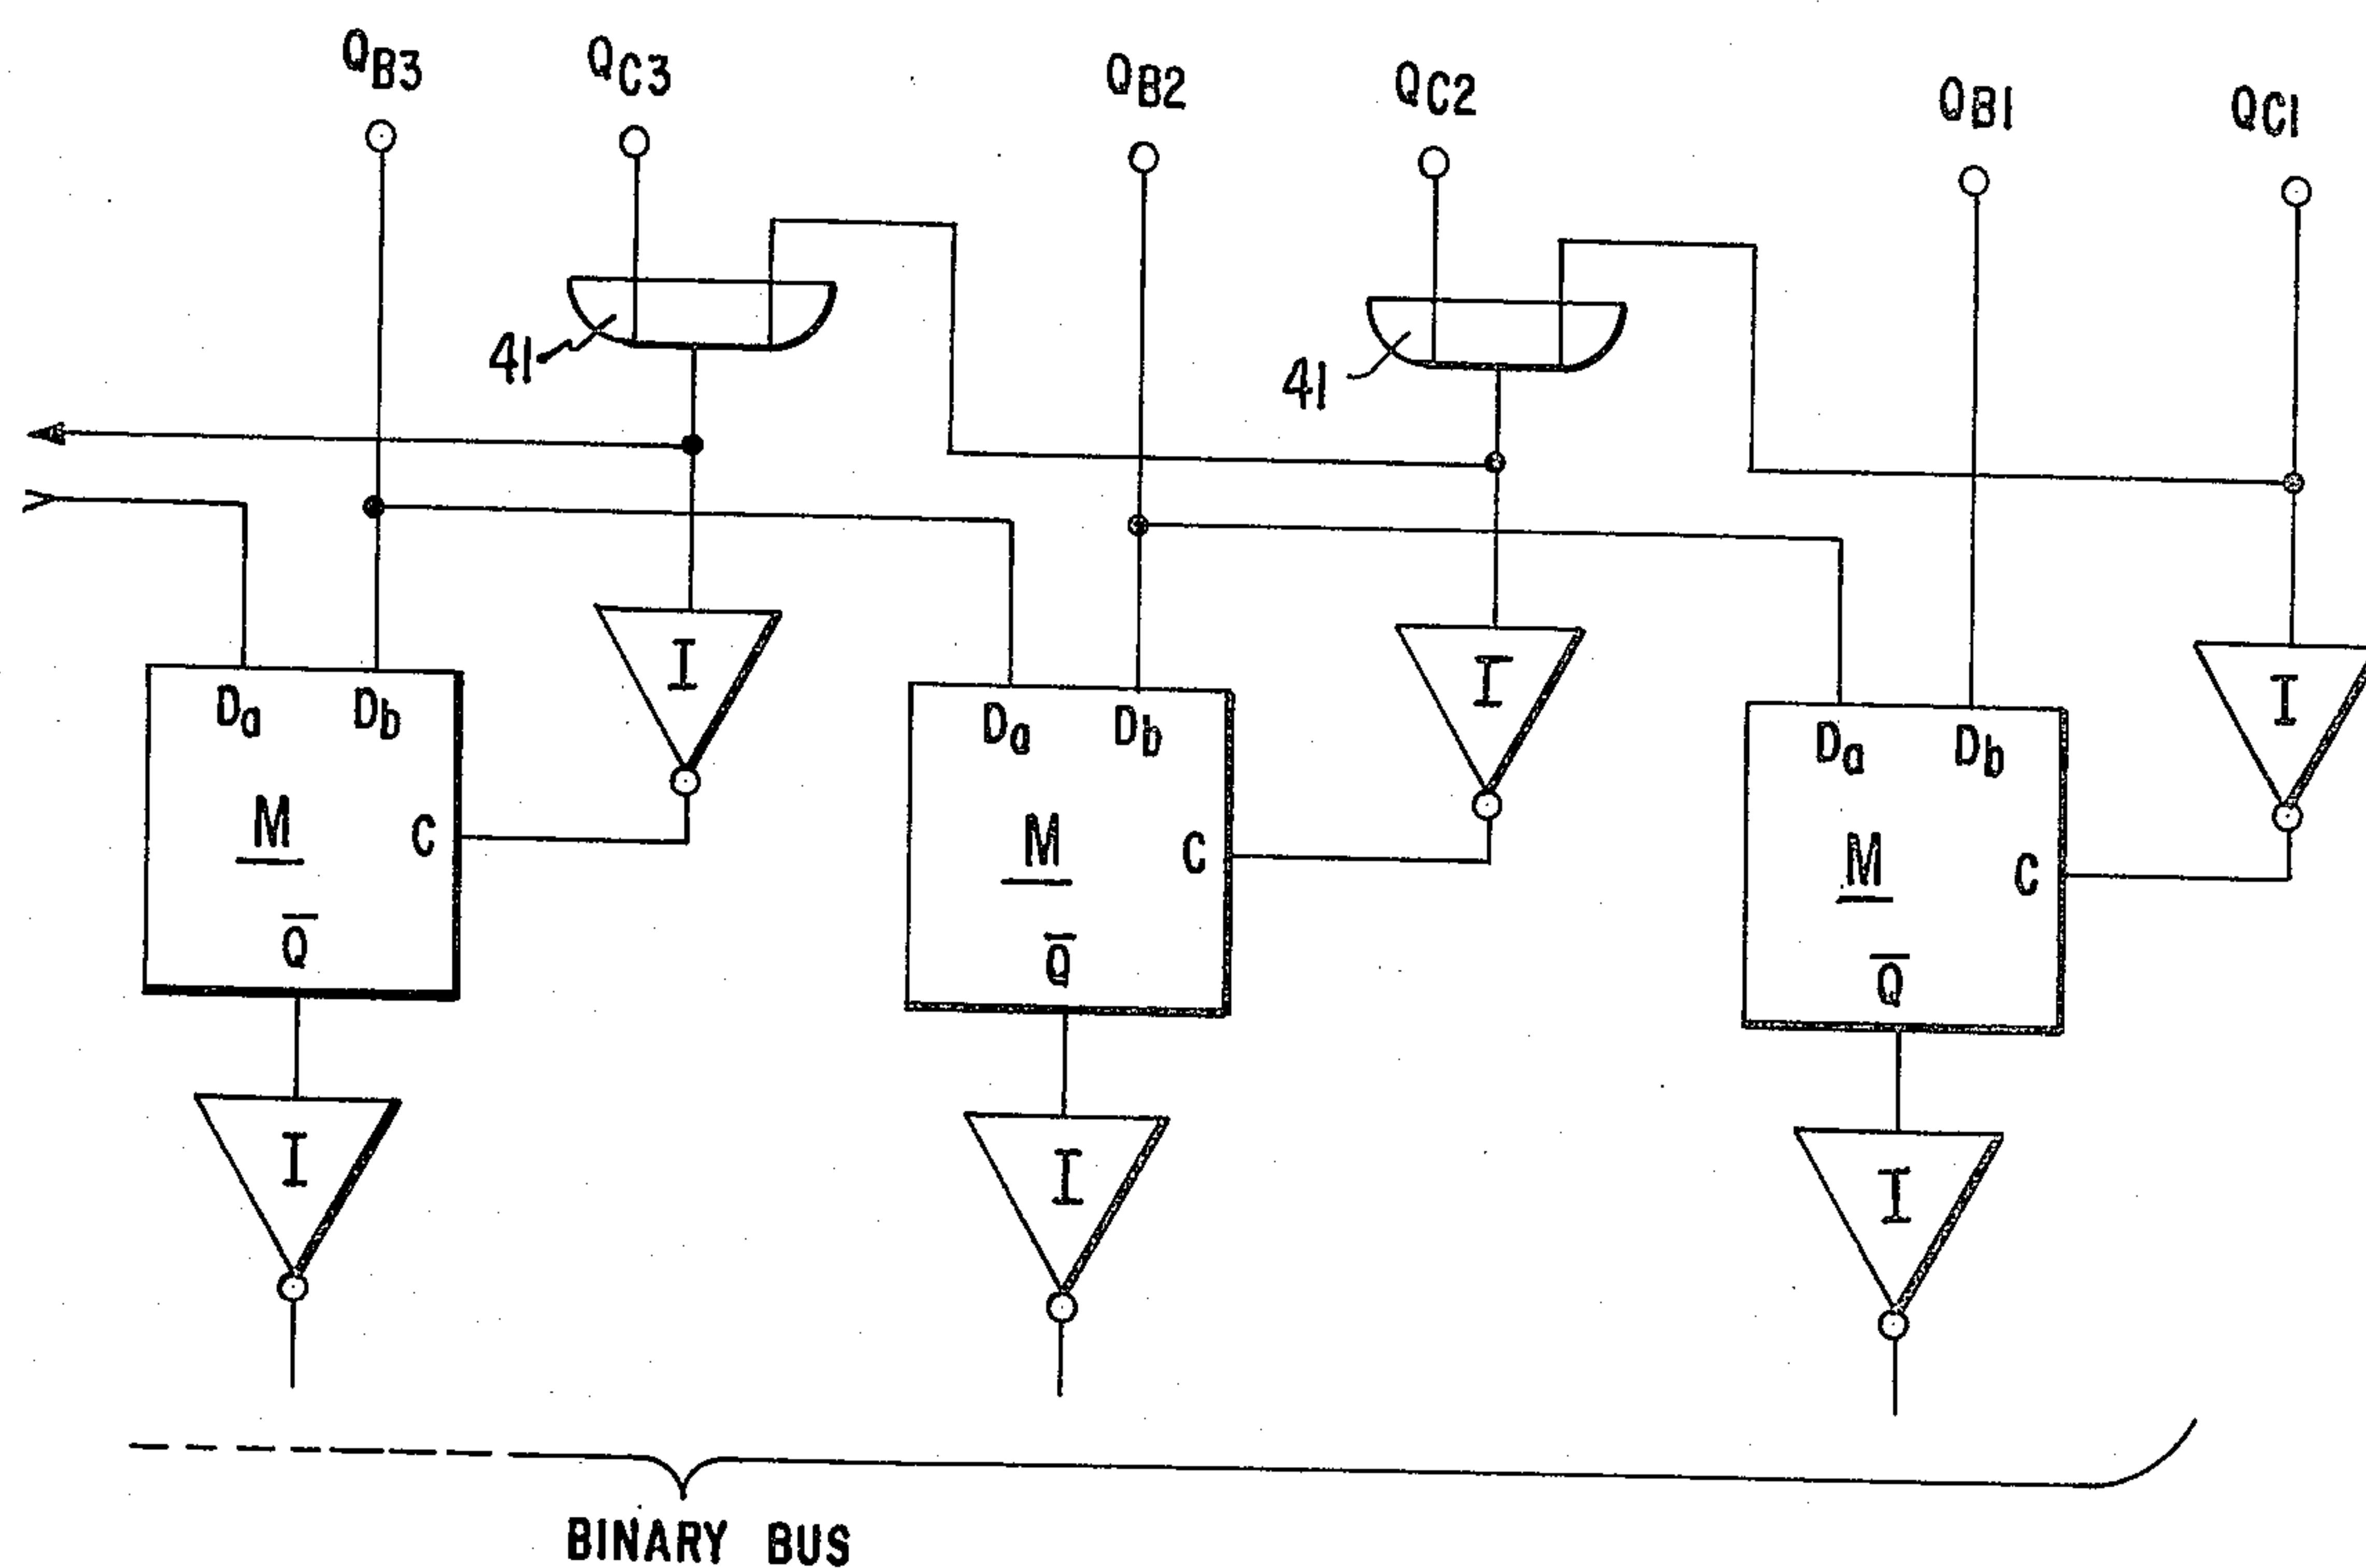 QB3 QC3 QB2 QC2 QB1 QC1
41 41
I I I
Da Db Da Db Da Db
M C M C M C
Q̅ Q̅ Q̅
I I I
BINARY BUS